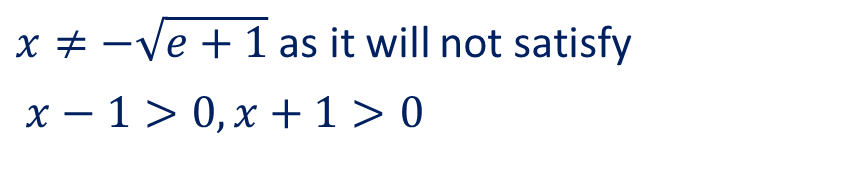 x ≠ −√(e + 1) as it will not satisfy
x − 1 > 0, x + 1 > 0